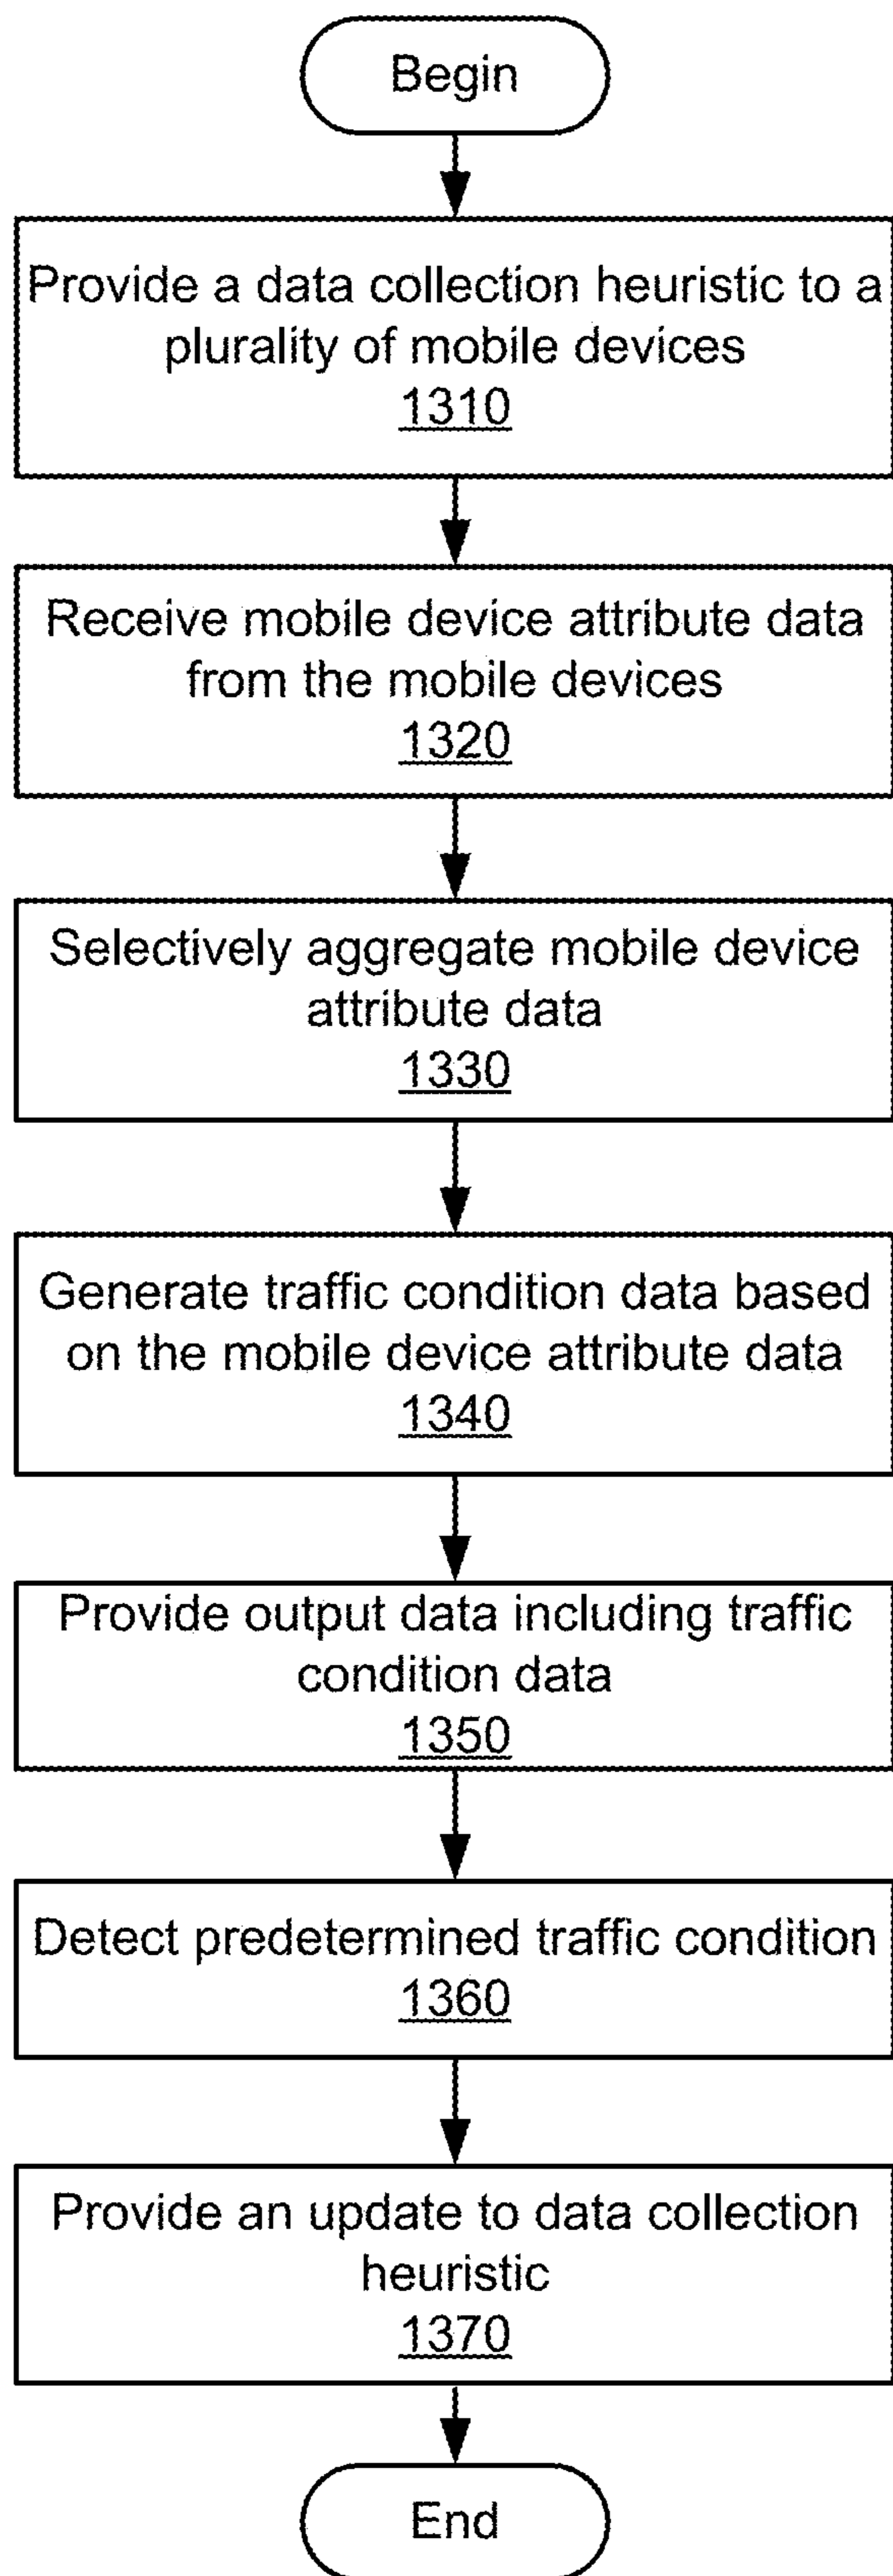 Begin
Provide a data collection heuristic to a
plurality of mobile devices
1310
Receive mobile device attribute data
from the mobile devices
1320
Selectively aggregate mobile device
attribute data
1330
Generate traffic condition data based
on the mobile device attribute data
1340
Provide output data including traffic
condition data
1350
Detect predetermined traffic condition
1360
Provide an update to data collection
heuristic
1370
End